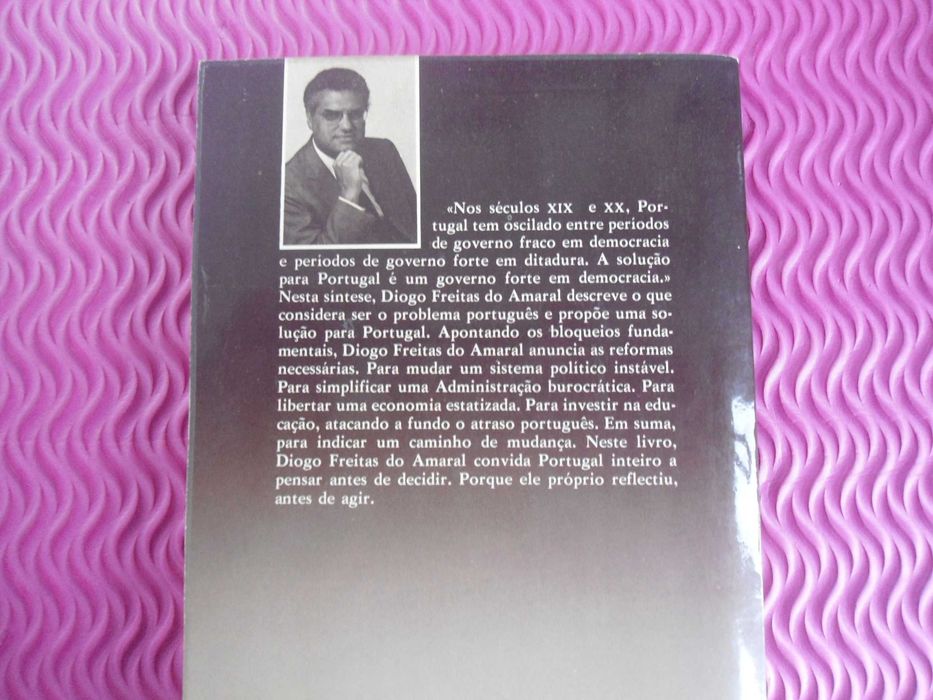 «Nos séculos XIX e XX, Por-
tugal tem oscilado entre períodos
de governo fraco em democracia
e períodos de governo forte em ditadura. A solução
para Portugal é um governo forte em democracia.»
Nesta síntese, Diogo Freitas do Amaral descreve o que
considera ser o problema português e propõe uma so-
lução para Portugal. Apontando os bloqueios funda-
mentais, Diogo Freitas do Amaral anuncia as reformas
necessárias. Para mudar um sistema político instável.
Para simplificar uma Administração burocrática. Para
libertar uma economia estatizada. Para investir na edu-
cação, atacando a fundo o atraso português. Em suma,
para indicar um caminho de mudança. Neste livro,
Diogo Freitas do Amaral convida Portugal inteiro a
pensar antes de decidir. Porque ele próprio reflectiu,
antes de agir.